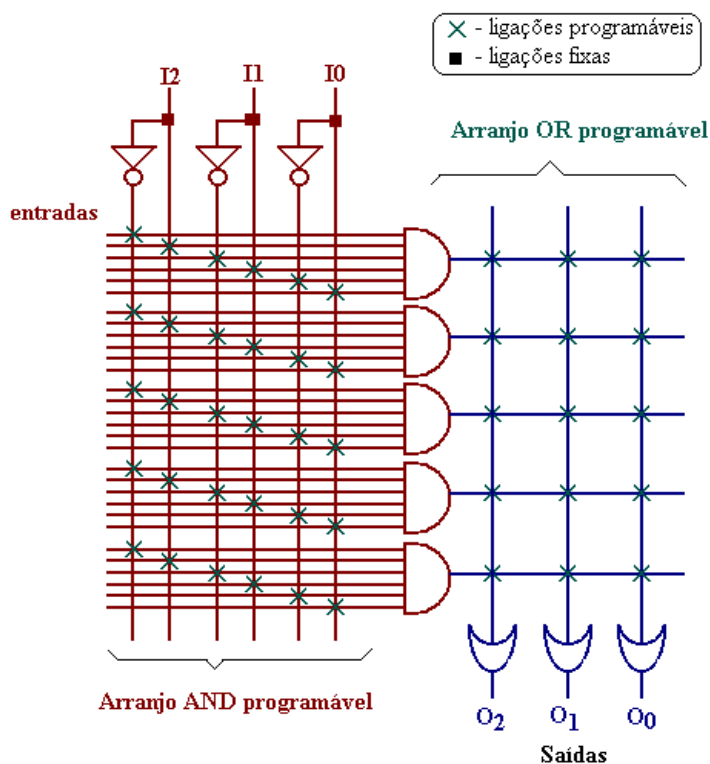 - ligações programáveis
- ligações fixas
I2 I1 I0
Arranjo OR programável
entradas
Arranjo AND programável
O2 O1 O0
Saídas